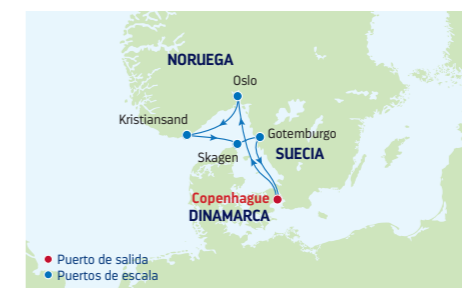 NORUEGA
Oslo
Kristiansand
Gotemburgo
Skagen
SUECIA
Copenhague
DINAMARCA
Puerto de salida
Puertos de escala